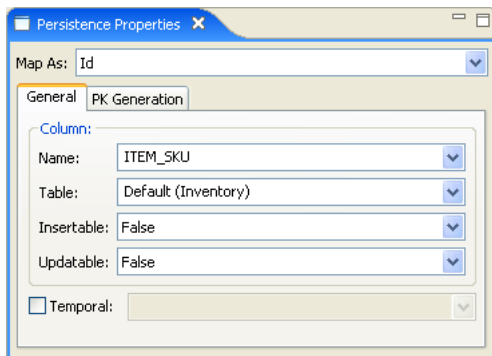 Persistence Properties
Map As: Id
General PK Generation
Column:
Name: ITEM_SKU
Table: Default (Inventory)
Insertable: False
Updatable: False
Temporal: